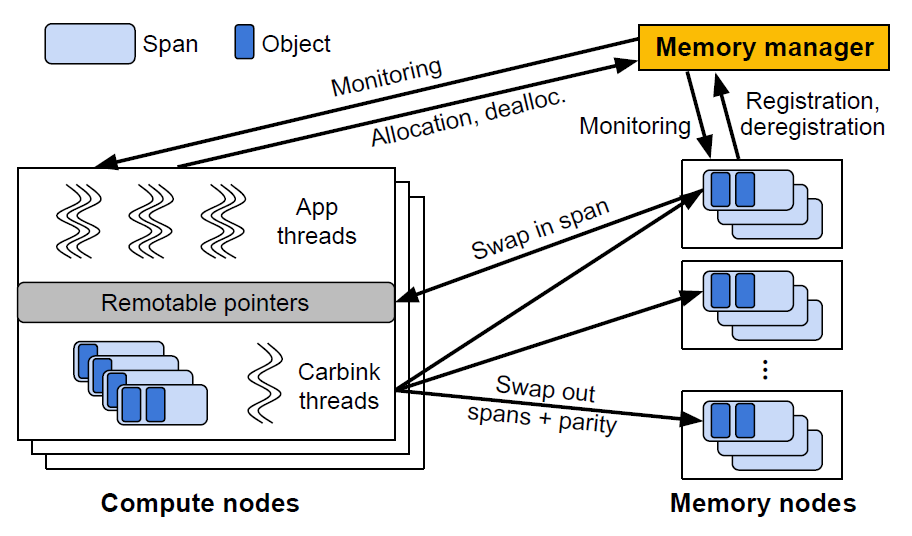 Span
Object
Memory manager
Monitoring
Allocation, dealloc.
Monitoring
Registration,
deregistration
App
threads
Swap in span
Remotable pointers
Carbink
threads
Swap out
spans + parity
Compute nodes
Memory nodes